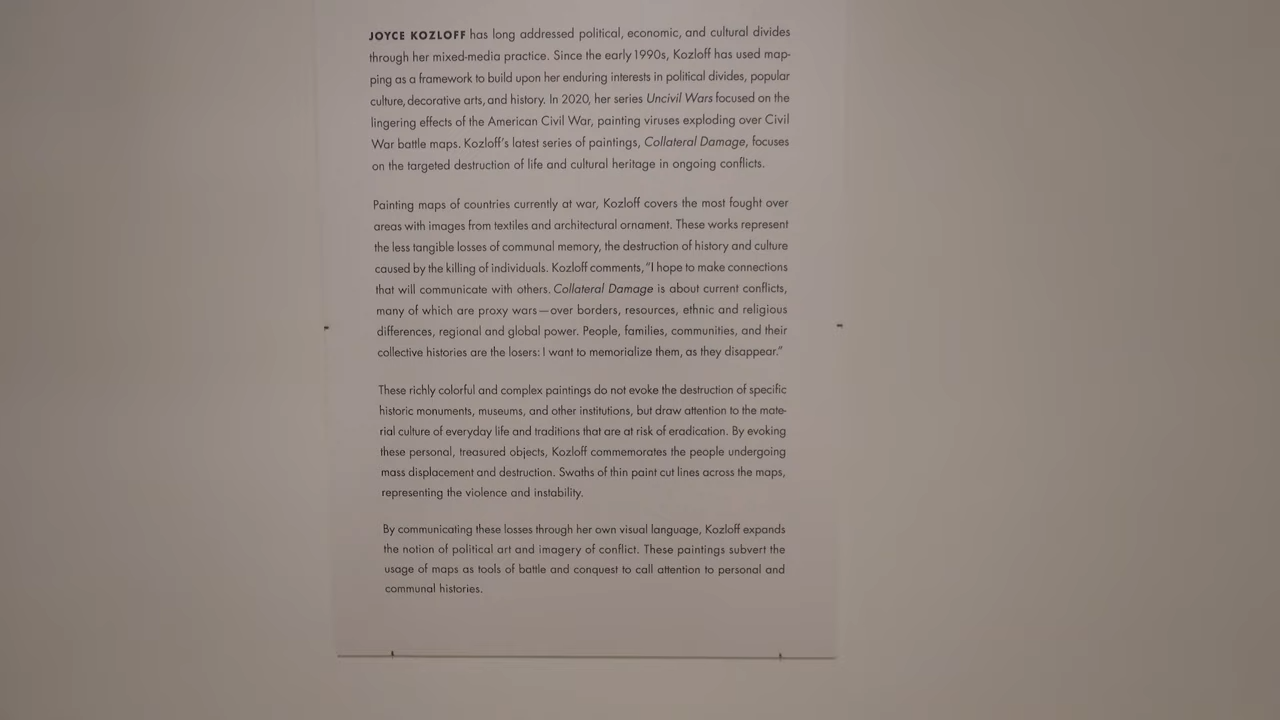 JOYCE KOZLOFF has long addressed political, economic, and cultural divides
through her mixed-media practice. Since the early 1990s, Kozloff has used map-
ping as a framework to build upon her enduring interests in political divides, popular
culture, decorative arts, and history. In 2020, her series Uncivil Wars focused on the
lingering effects of the American Civil War, painting viruses exploding over Civil
War battle maps. Kozloff's latest series of paintings, Collateral Damage, focuses
on the targeted destruction of life and cultural heritage in ongoing conflicts.
Painting maps of countries currently at war, Kozloff covers the most fought over
areas with images from textiles and architectural ornament. These works represent
the less tangible losses of communal memory, the destruction of history and culture
caused by the killing of individuals. Kozloff comments, "I hope to make connections
that will communicate with others. Collateral Damage is about current conflicts,
many of which are proxy wars—over borders, resources, ethnic and religious
differences, regional and global power. People, families, communities, and their
collective histories are the losers: I want to memorialize them, as they disappear."
These richly colorful and complex paintings do not evoke the destruction of specific
historic monuments, museums, and other institutions, but draw attention to the mate-
rial culture of everyday life and traditions that are at risk of eradication. By evoking
these personal, treasured objects, Kozloff commemorates the people undergoing
mass displacement and destruction. Swaths of thin paint cut lines across the maps,
representing the violence and instability.
By communicating these losses through her own visual language, Kozloff expands
the notion of political art and imagery of conflict. These paintings subvert the
usage of maps as tools of battle and conquest to call attention to personal and
communal histories.